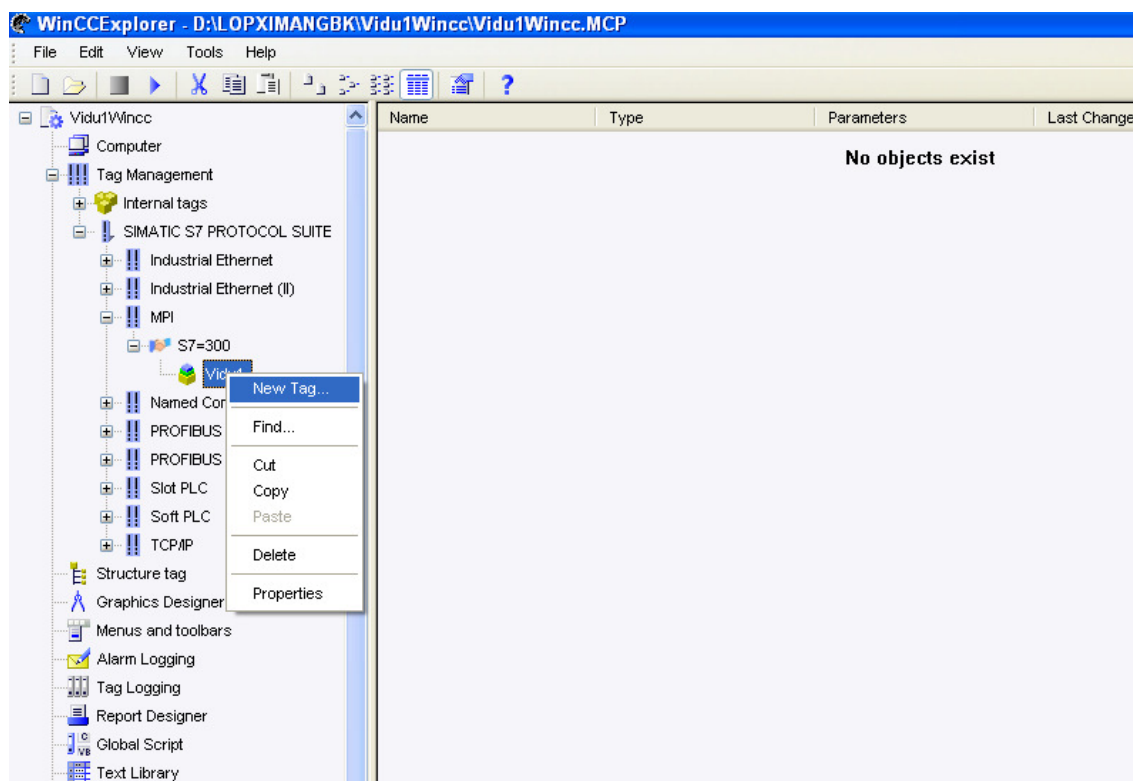 WinCCExplorer - D:\LOPXIMANGBK\Vidu1Wincc\Vidu1Wincc.MCP
File Edit View Tools Help
Vidu1Wincc
Computer
Tag Management
Internal tags
SIMATIC S7 PROTOCOL SUITE
Industrial Ethernet
Industrial Ethernet (II)
MPI
S7=300
Named Cor
PROFIBUS
PROFIBUS
Slot PLC
Soft PLC
TCP/IP
Structure tag
Graphics Designer
Menus and toolbars
Alarm Logging
Tag Logging
Report Designer
Global Script
Text Library
New Tag...
Find...
Cut
Copy
Paste
Delete
Properties
Name Type Parameters Last Change
No objects exist